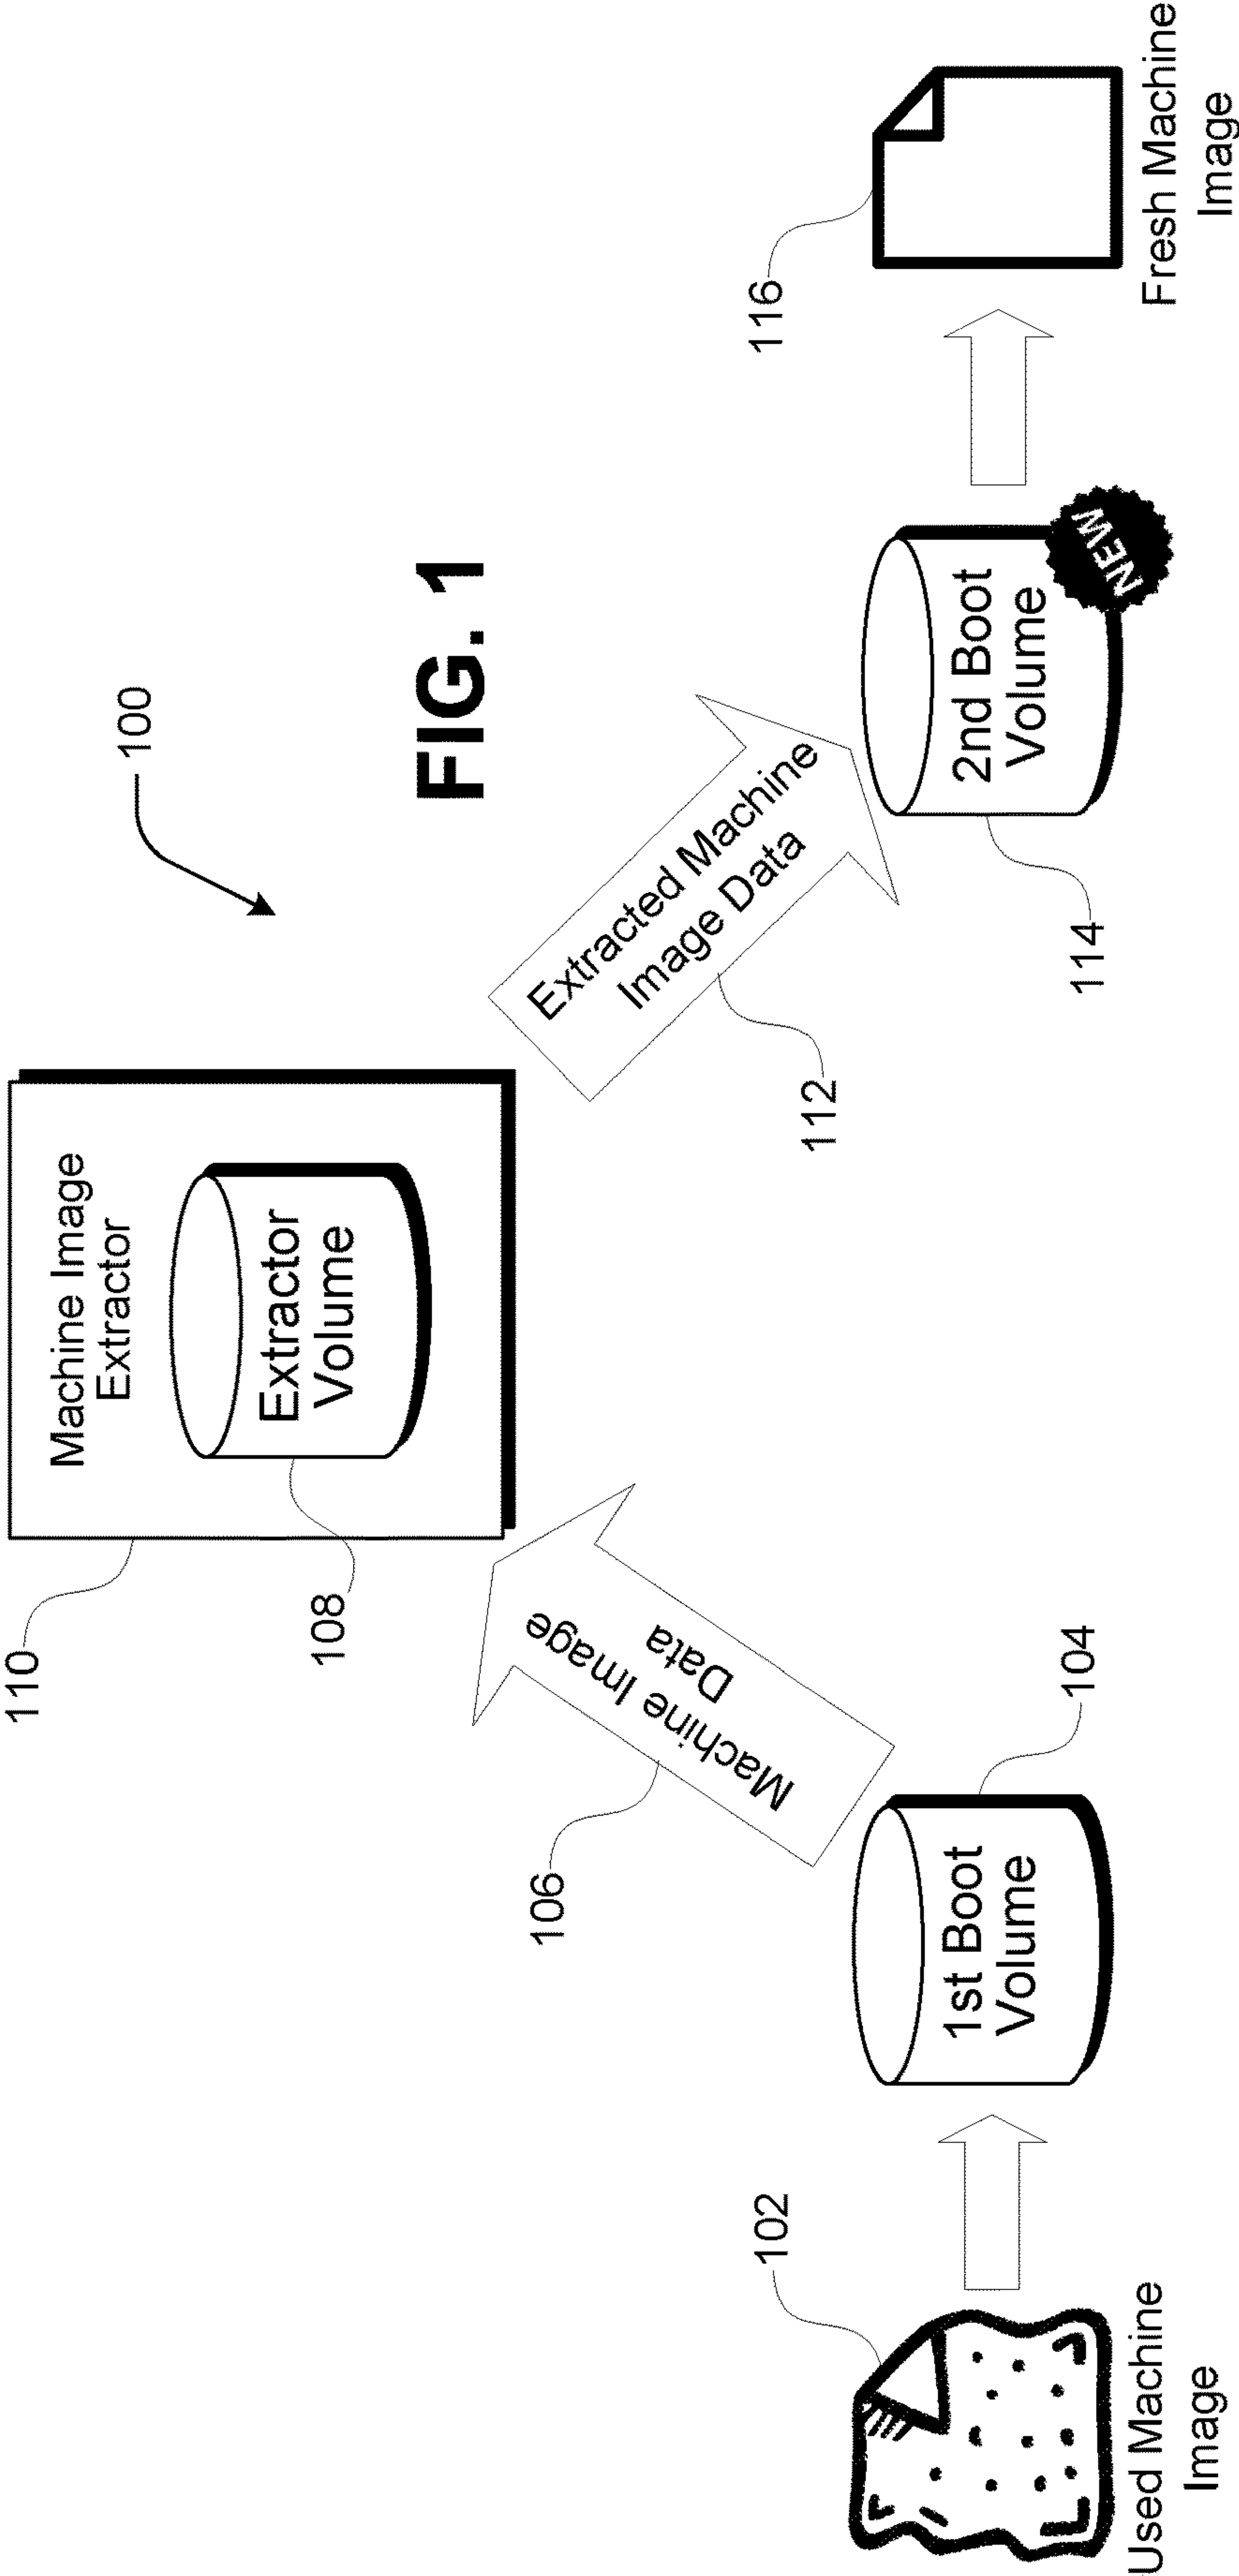 100
110
Machine Image
Extractor
108
Extractor
Volume
FIG. 1
106
Machine Image
Data
Extracted Machine
Image Data
112
102
Used Machine
Image
1st Boot
Volume
104
114
2nd Boot
Volume
NEW
116
Fresh Machine
Image